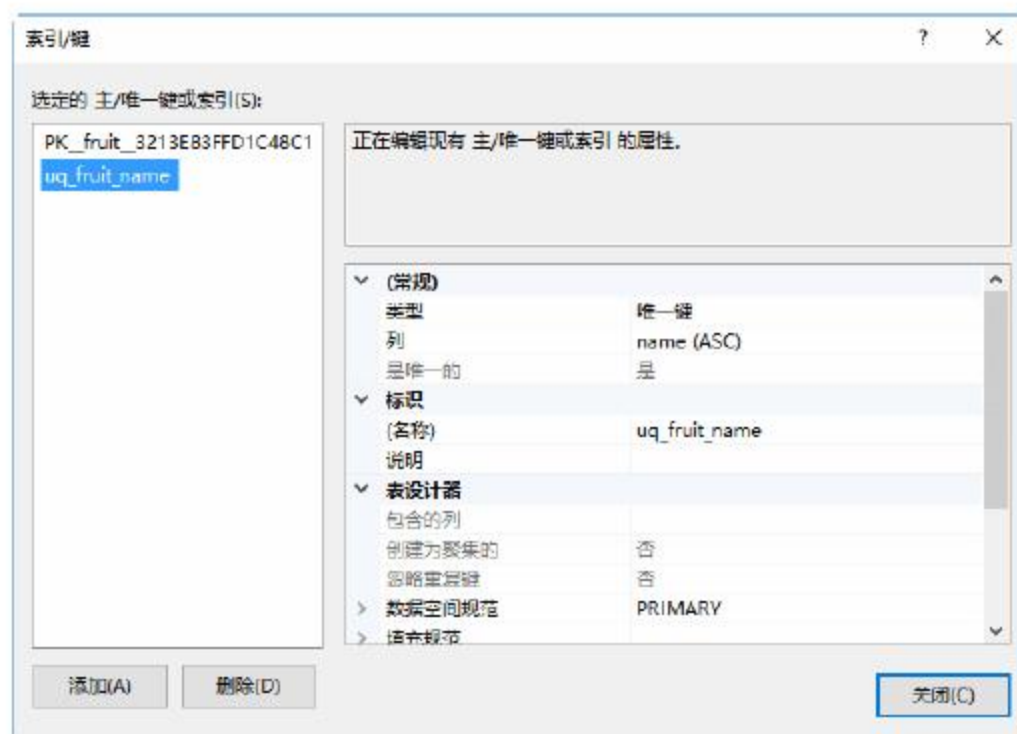 索引/键
?
选定的 主/唯一键或索引(S):
PK__fruit__3213EB3FFD1C48C1
uq_fruit_name
正在编辑现有 主/唯一键或索引 的属性。
(常规)
类型 唯一键
列 name (ASC)
是唯一的 是
标识
(名称) uq_fruit_name
说明
表设计器
包含的列
创建为聚集的 否
忽略重复键 否
数据空间规范 PRIMARY
填充规范
添加(A) 删除(D)
关闭(C)